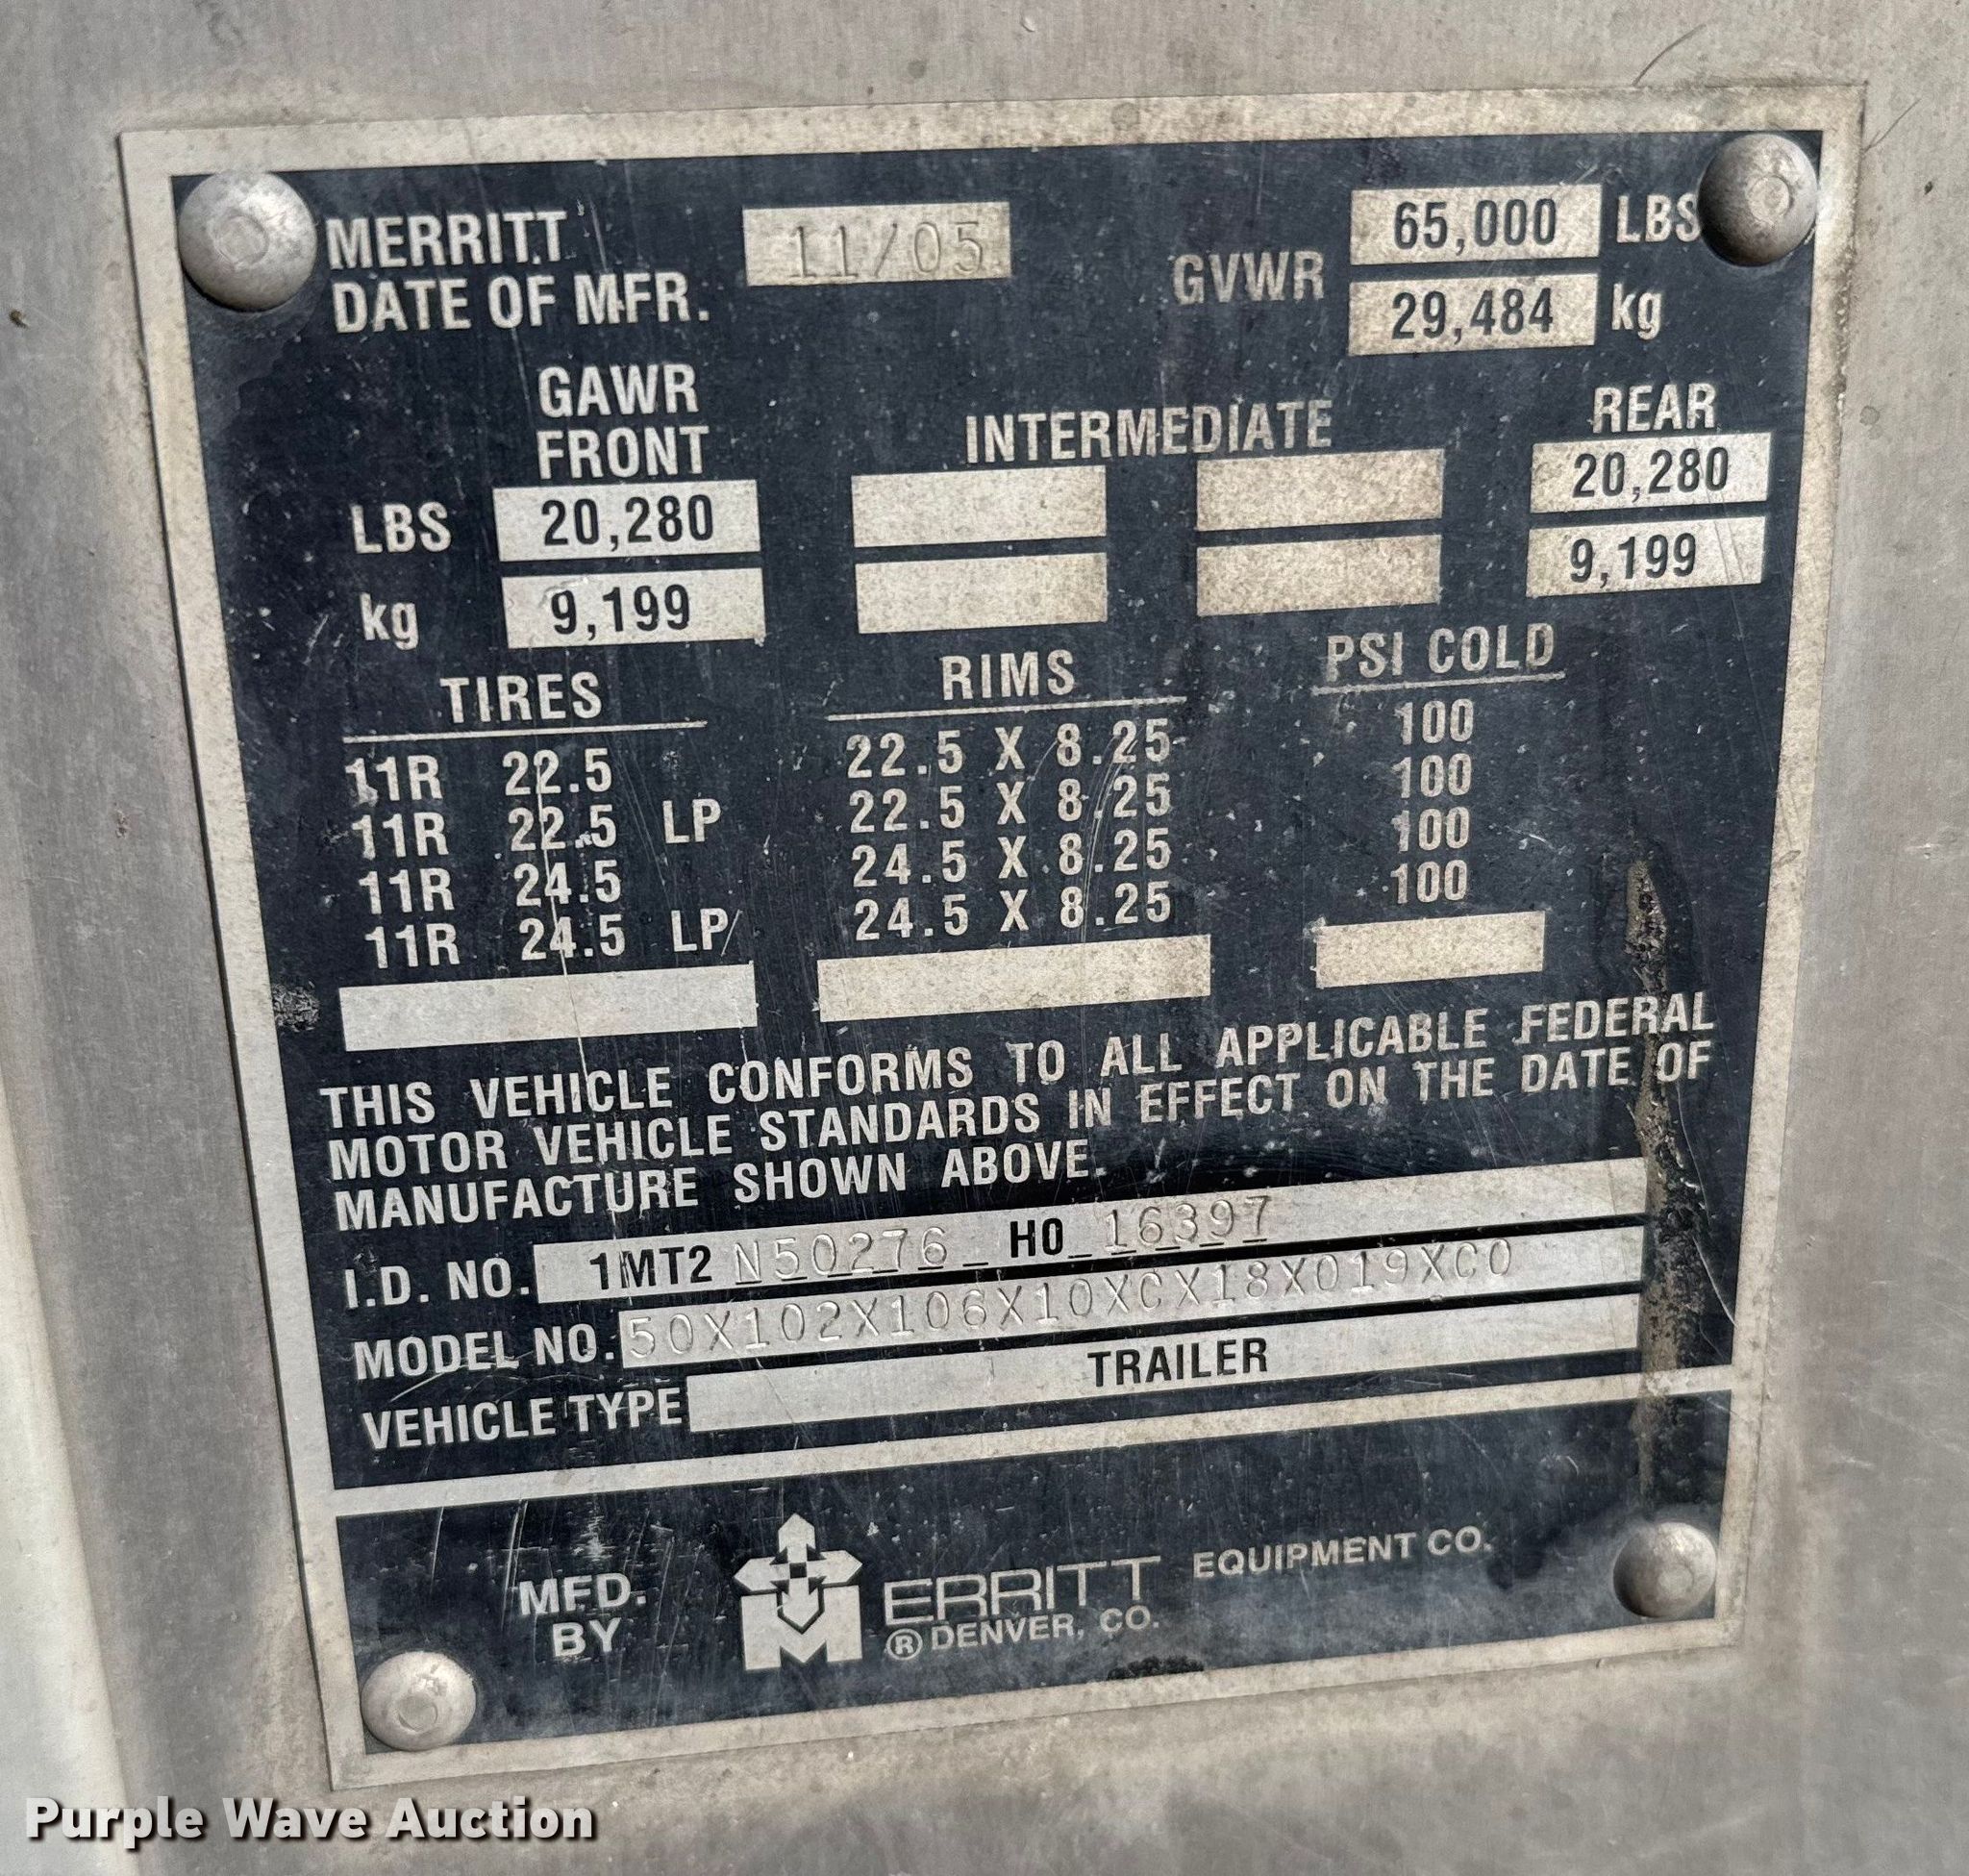 MERRITT
DATE OF MFR. 11/05
GVWR 65,000 LBS
29,484 kg
GAWR
FRONT INTERMEDIATE REAR
LBS 20,280 20,280
kg 9,199 9,199
TIRES RIMS PSI COLD
11R 22.5 22.5 X 8.25 100
11R 22.5 LP 22.5 X 8.25 100
11R 24.5 24.5 X 8.25 100
11R 24.5 LP 24.5 X 8.25 100
THIS VEHICLE CONFORMS TO ALL APPLICABLE FEDERAL
MOTOR VEHICLE STANDARDS IN EFFECT ON THE DATE OF
MANUFACTURE SHOWN ABOVE.
I.D. NO. 1MT2 N50276_H0_16397
MODEL NO. 50X102X106X10XCX18X019XC0
VEHICLE TYPE TRAILER
MFD.
BY
MERRITT EQUIPMENT CO.
® DENVER, CO.
Purple Wave Auction